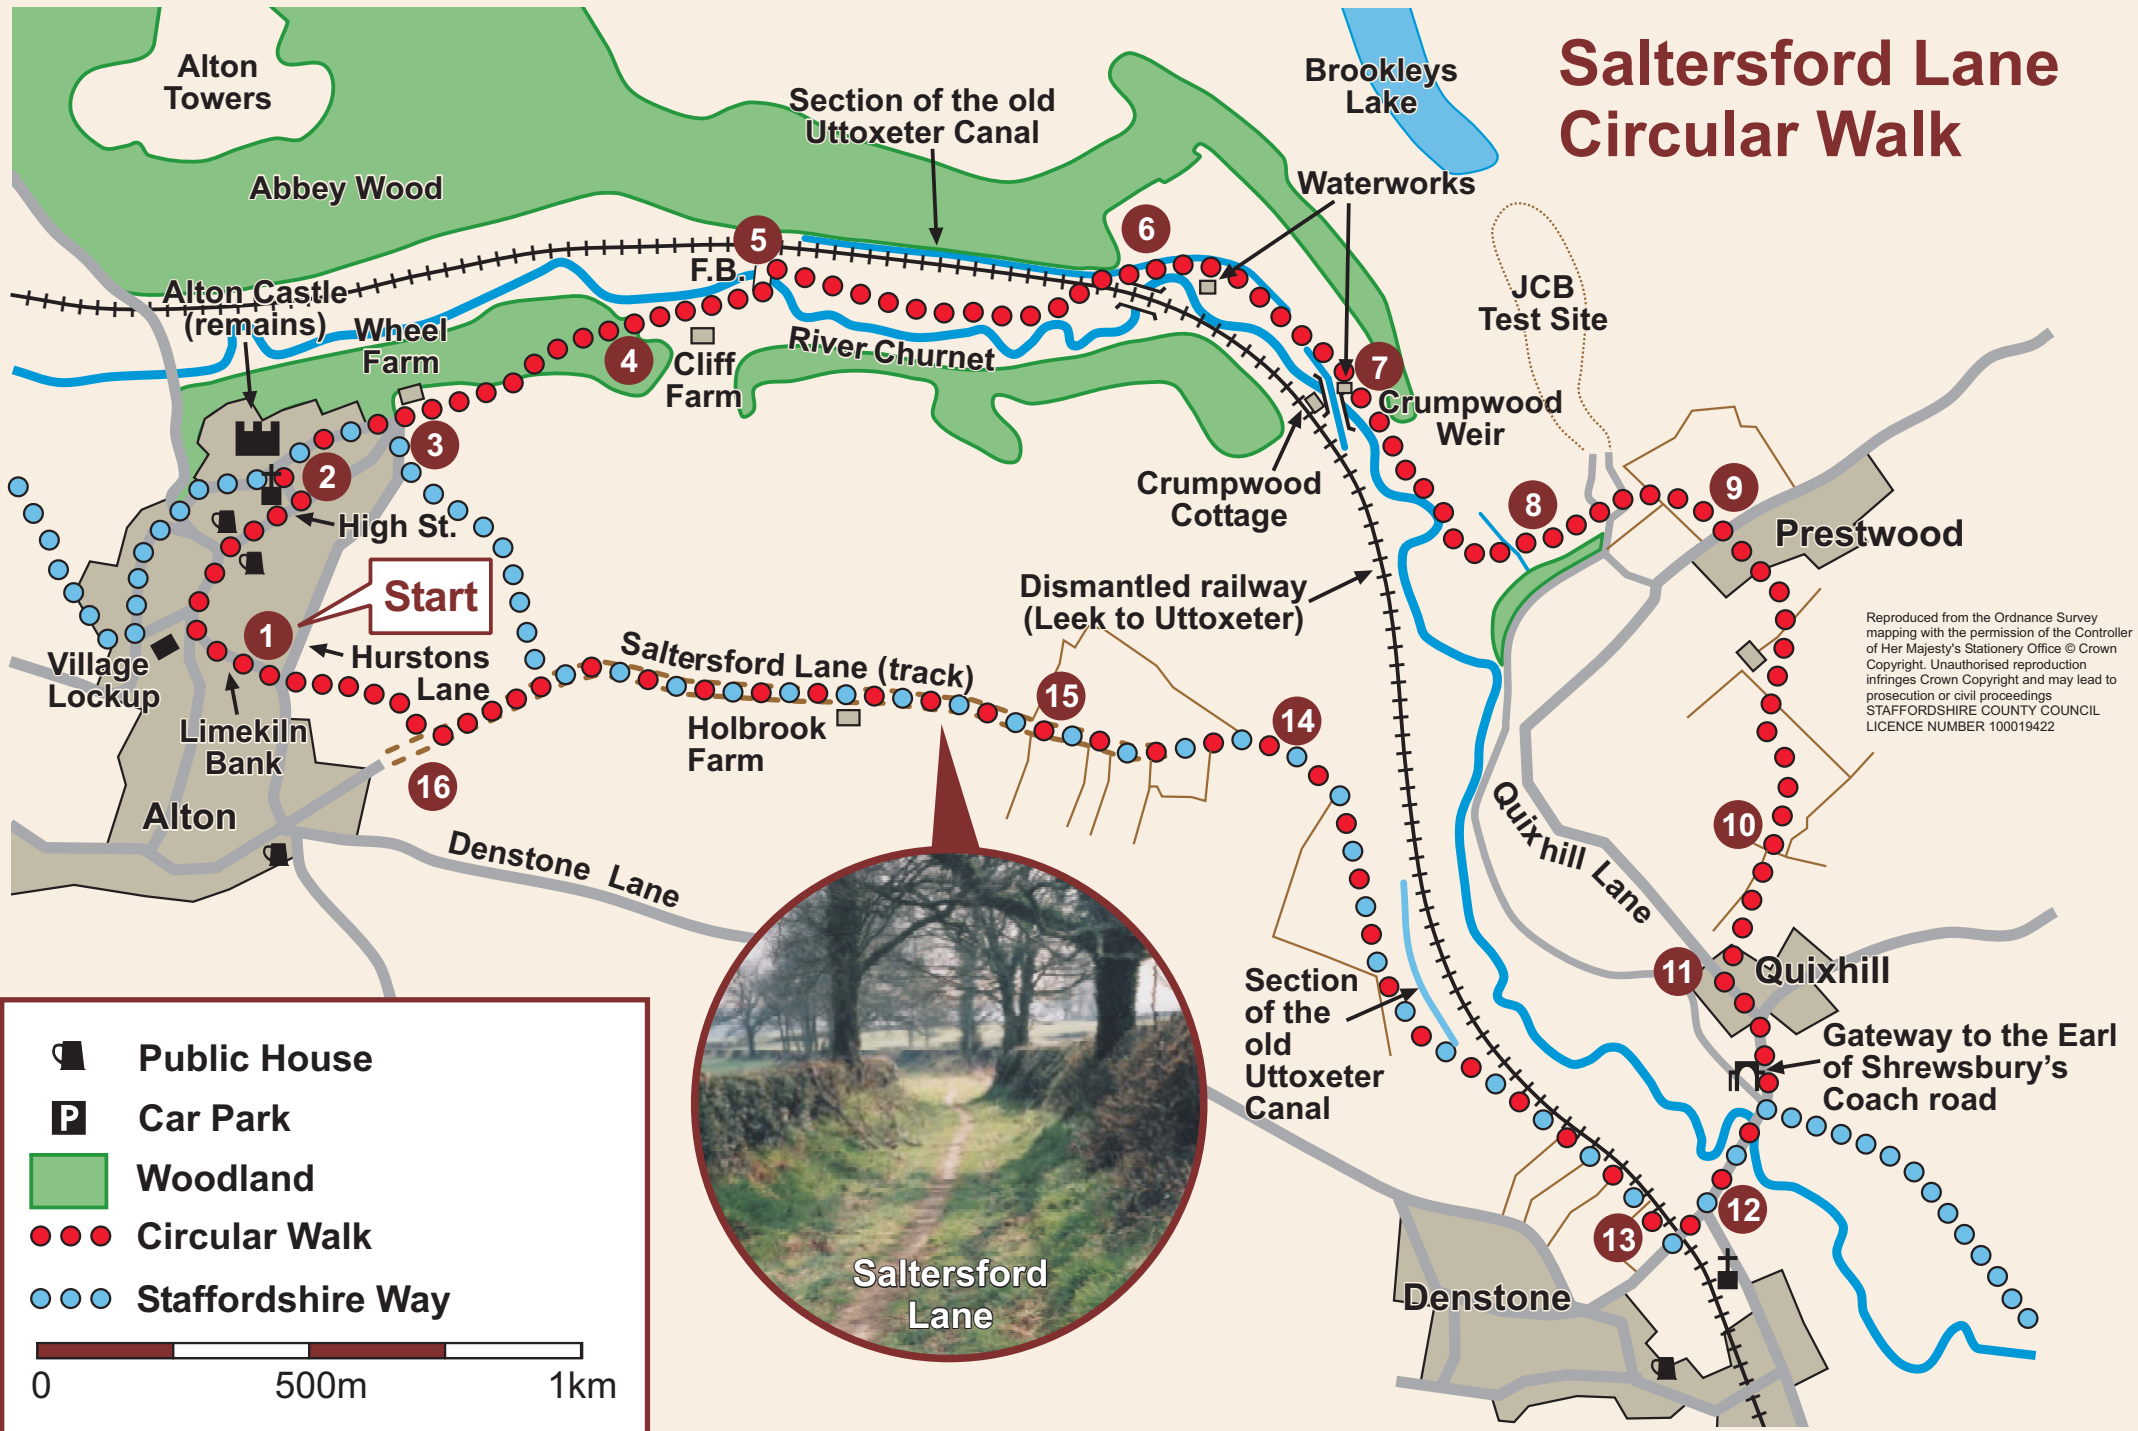 Saltersford Lane
Circular Walk
Alton
Towers
Abbey Wood
Section of the old
Uttoxeter Canal
Brookleys
Lake
Waterworks
JCB
Test Site
5
F.B.
6
Alton Castle
(remains)
Wheel
Farm
4
Cliff
Farm
River Churnet
7
Crumpwood
Weir
3
2
High St.
Crumpwood
Cottage
8
9
Prestwood
Start
1
Dismantled railway
(Leek to Uttoxeter)
Village
Lockup
Hurstons
Lane
Limekiln
Bank
Saltersford Lane (track)
Holbrook
Farm
15
14
16
Alton
Denstone Lane
Reproduced from the Ordnance Survey
mapping with the permission of the Controller
of Her Majesty's Stationery Office © Crown
Copyright. Unauthorised reproduction
infringes Crown Copyright and may lead to
prosecution or civil proceedings
STAFFORDSHIRE COUNTY COUNCIL
LICENCE NUMBER 100019422
Quixhill Lane
10
11
Quixhill
Section
of the
old
Uttoxeter
Canal
Gateway to the Earl
of Shrewsbury’s
Coach road
12
13
Denstone
Saltersford
Lane
Public House
P
Car Park
Woodland
Circular Walk
Staffordshire Way
0 500m 1km